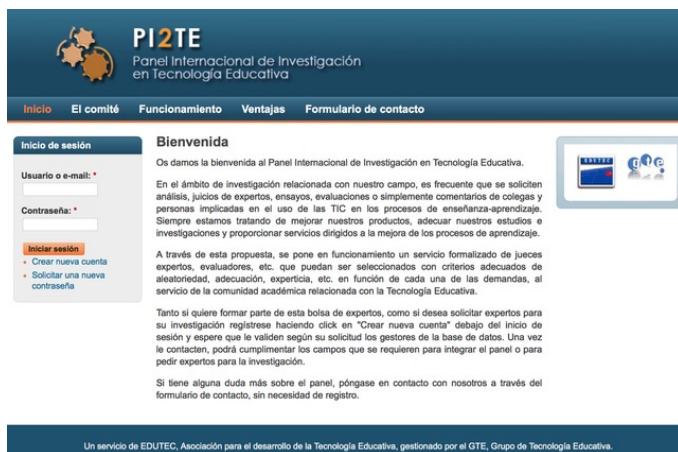 PI2TE
Panel Internacional de Investigación
en Tecnología Educativa
Inicio El comité Funcionamiento Ventajas Formulario de contacto
Inicio de sesión
Usuario o e-mail: *
Contraseña: *
Iniciar sesión
Crear nueva cuenta
Solicitar una nueva
contraseña
Bienvenida
Os damos la bienvenida al Panel Internacional de Investigación en Tecnología Educativa.
En el ámbito de investigación relacionada con nuestro campo, es frecuente que se soliciten
análisis, juicios de expertos, ensayos, evaluaciones o simplemente comentarios de colegas y
personas implicadas en el uso de las TIC en los procesos de enseñanza-aprendizaje.
Siempre estamos tratando de mejorar nuestros productos, adecuar nuestros estudios e
investigaciones y proporcionar servicios dirigidos a la mejora de los procesos de aprendizaje.
A través de esta propuesta, se pone en funcionamiento un servicio formalizado de jueces
expertos, evaluadores, etc. que puedan ser seleccionados con criterios adecuados de
aleatoriedad, adecuación, experticia, etc. en función de cada una de las demandas, al
servicio de la comunidad académica relacionada con la Tecnología Educativa.
Tanto si quiere formar parte de esta bolsa de expertos, como si desea solicitar expertos para
su investigación regístrese haciendo click en "Crear nueva cuenta" debajo del inicio de
sesión y espere que le validen según su solicitud los gestores de la base de datos. Una vez
le contacten, podrá cumplimentar los campos que se requieren para integrar el panel o para
pedir expertos para la investigación.
Si tiene alguna duda más sobre el panel, póngase en contacto con nosotros a través del
formulario de contacto, sin necesidad de registro.
EDUTEC gte
Un servicio de EDUTEC, Asociación para el desarrollo de la Tecnología Educativa, gestionado por el GTE, Grupo de Tecnología Educativa.